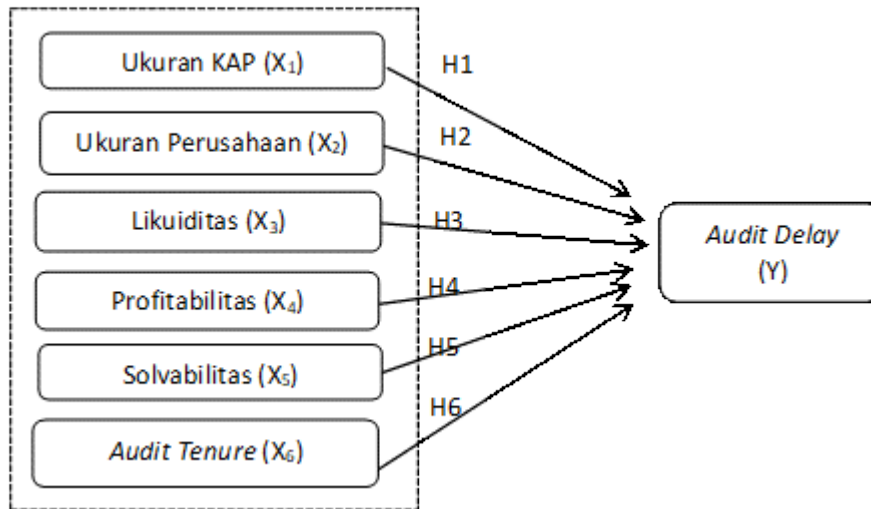 Ukuran KAP (X₁)
H1
Ukuran Perusahaan (X₂)
H2
Likuiditas (X₃)
H3
Profitabilitas (X₄)
H4
Solvabilitas (X₅)
H5
Audit Tenure (X₆)
H6
Audit Delay
(Y)